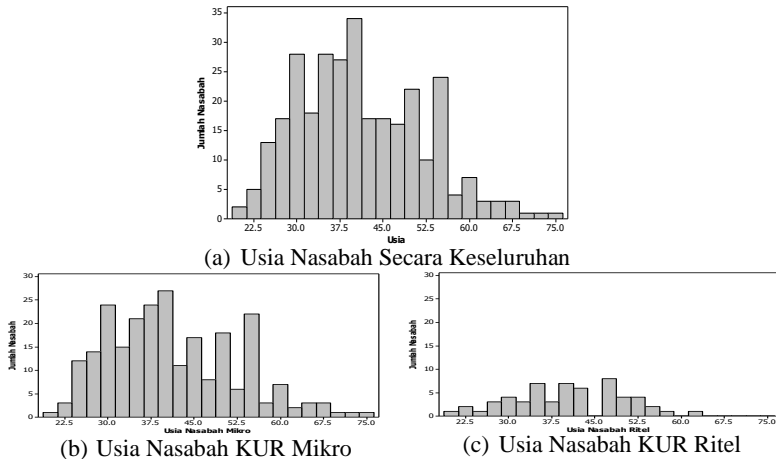 35
30
25
20
15
10
5
0
Jumlah Nasabah
22.5 30.0 37.5 45.0 52.5 60.0 67.5 75.0
Usia
(a) Usia Nasabah Secara Keseluruhan
30
25
20
15
10
5
0
Jumlah Nasabah
22.5 30.0 37.5 45.0 52.5 60.0 67.5 75.0
Usia Nasabah Mikro
(b) Usia Nasabah KUR Mikro
30
25
20
15
10
5
0
Jumlah Nasabah
22.5 30.0 37.5 45.0 52.5 60.0 67.5 75.0
Usia Nasabah Ritel
(c) Usia Nasabah KUR Ritel